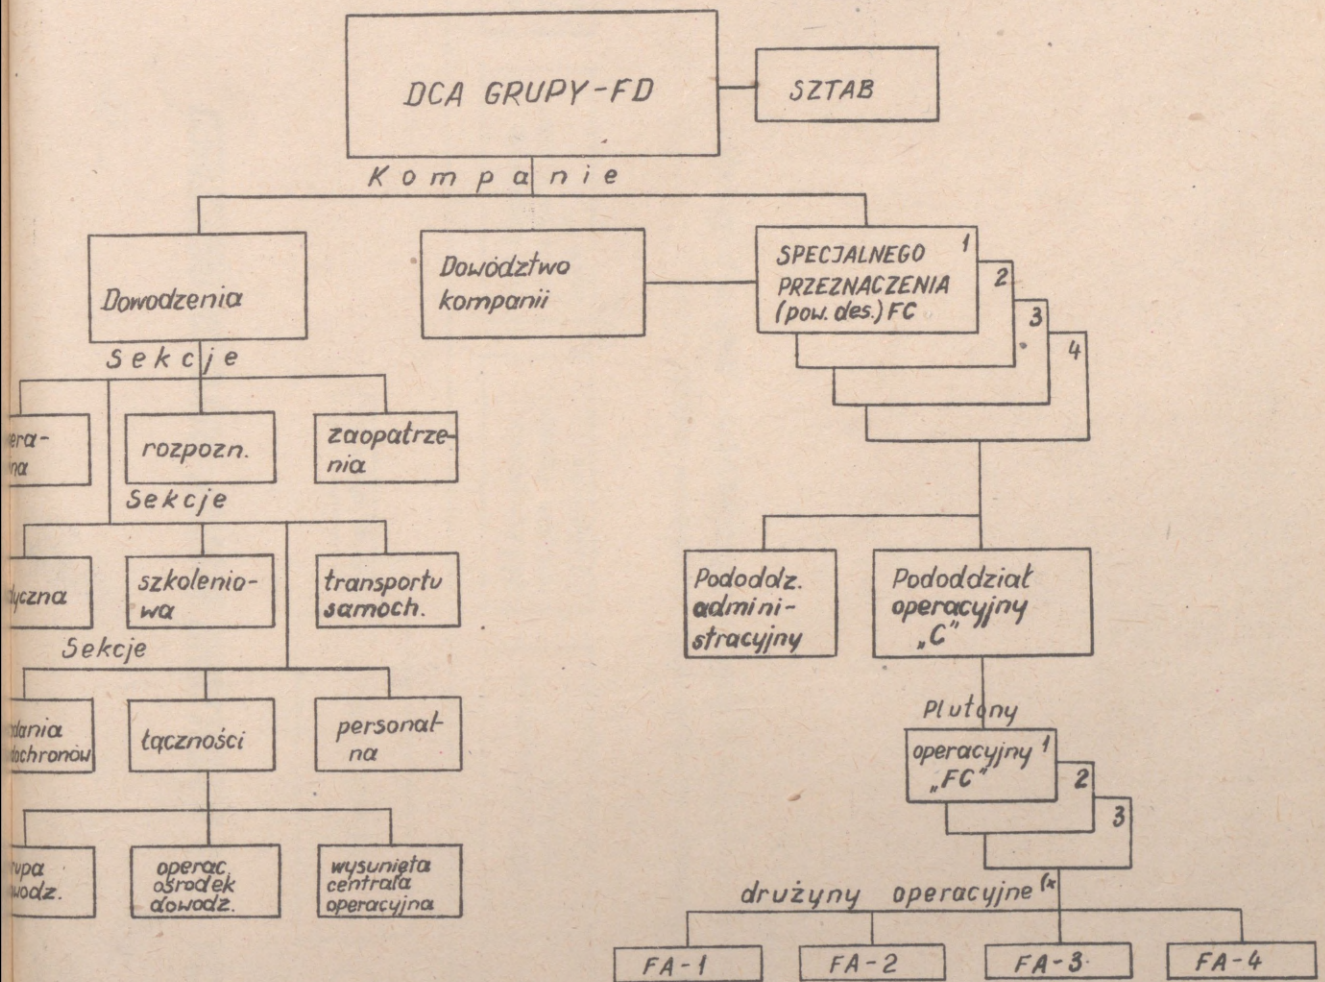 DCA GRUPY-FD
SZTAB
Kompanie
Dowodzenia
Dowództwo
kompanii
SPECJALNEGO 1
PRZEZNACZENIA
(pow. des.) FC
2
3
4
Sekcje
rozpozn.
zaopatrze-
nia
Sekcje
szkolenio-
wa
transportu
samoch.
Sekcje
łączności
personal-
na
operac.
ośrodek
dowodz.
wysunięta
centrala
operacyjna
Pododdz.
admini-
stracyjny
Pododdział
operacyjny
„C"
Plutony
operacyjny 1
„FC"
2
3
drużyny operacyjne (x
FA-1
FA-2
FA-3
FA-4